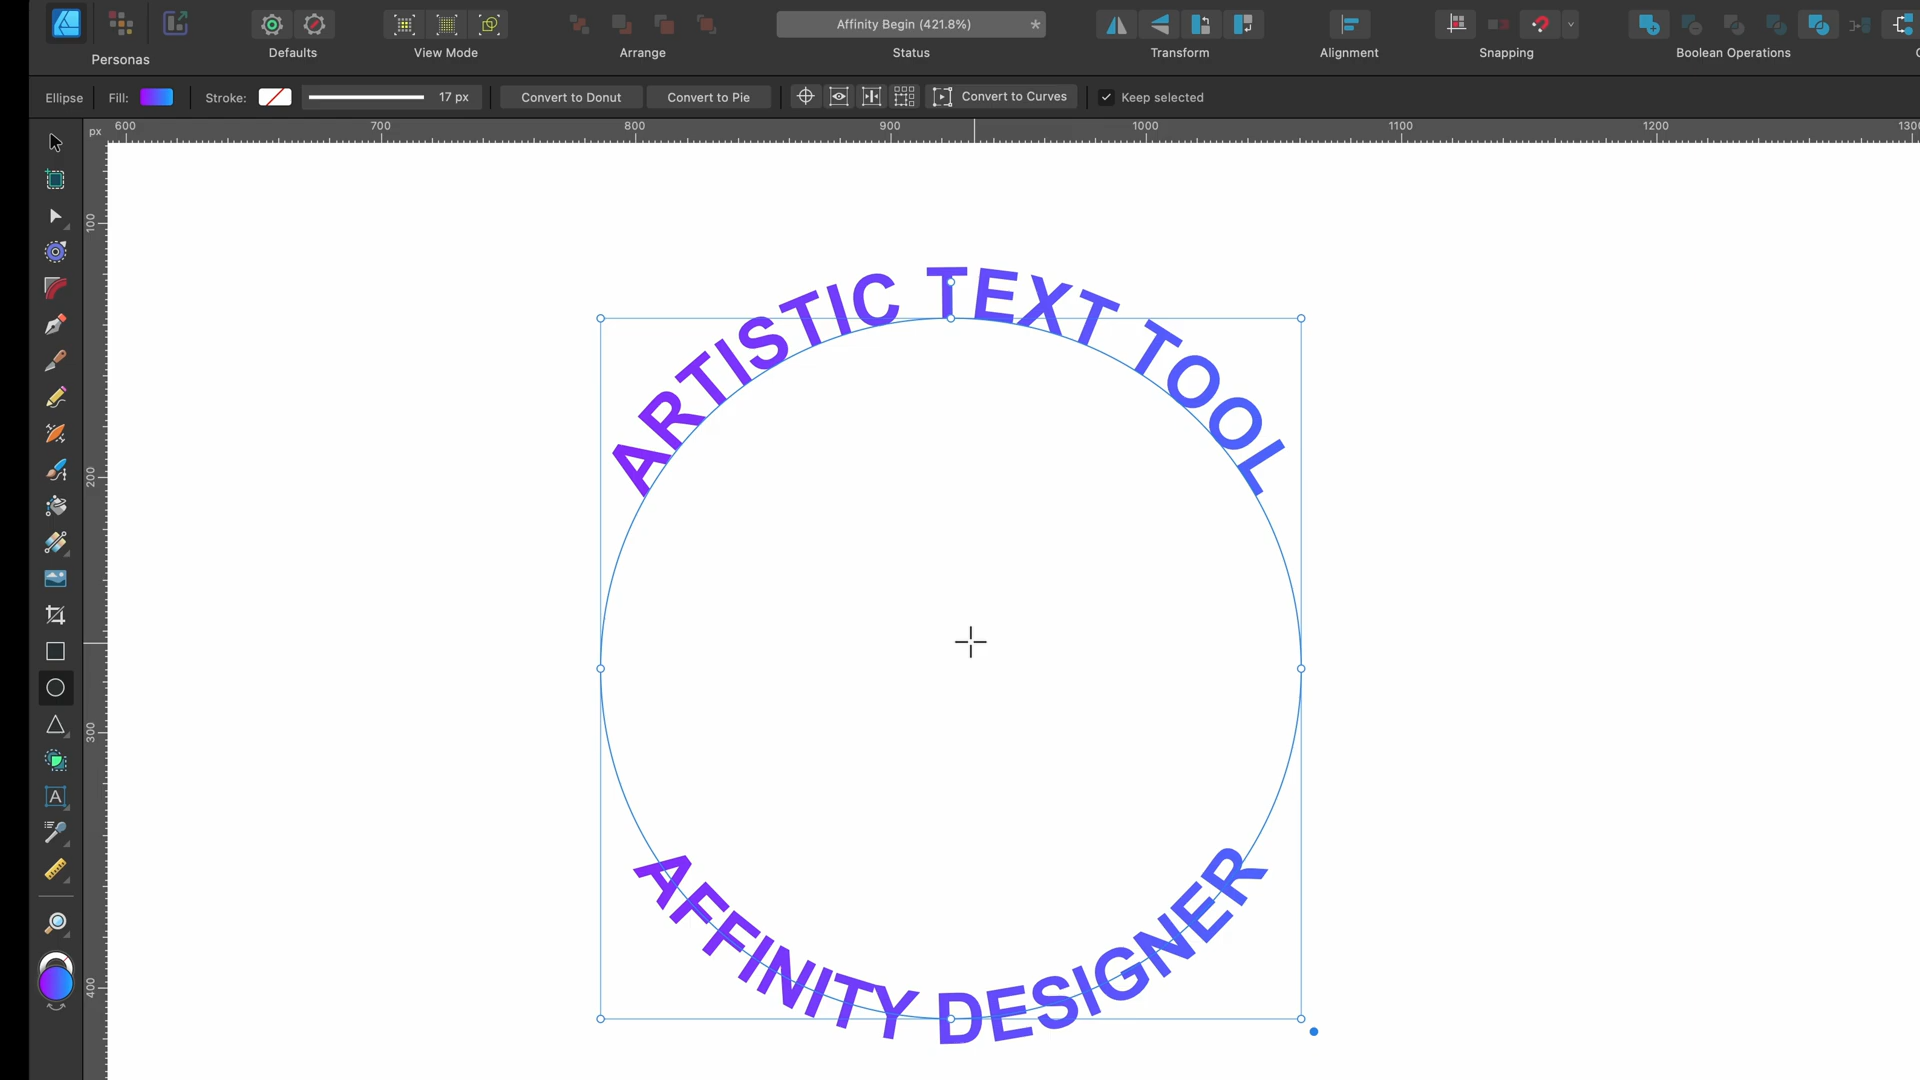 Affinity Begin (421.8%) *
Personas
Defaults
View Mode
Arrange
Status
Transform
Alignment
Snapping
Boolean Operations
Ellipse
Fill:
Stroke:
17 px
Convert to Donut
Convert to Pie
Convert to Curves
Keep selected
px
600
700
800
900
1000
1100
1200
100
200
300
400
A
ARTISTIC TEXT TOOL
AFFINITY DESIGNER